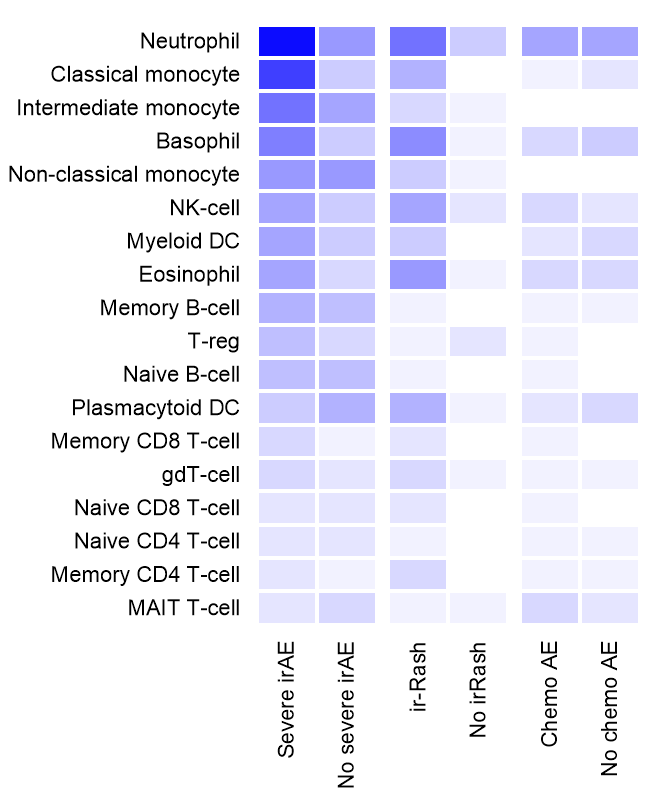 Neutrophil
Classical monocyte
Intermediate monocyte
Basophil
Non-classical monocyte
NK-cell
Myeloid DC
Eosinophil
Memory B-cell
T-reg
Naive B-cell
Plasmacytoid DC
Memory CD8 T-cell
gdT-cell
Naive CD8 T-cell
Naive CD4 T-cell
Memory CD4 T-cell
MAIT T-cell
Severe irAE
No severe irAE
ir-Rash
No irRash
Chemo AE
No chemo AE